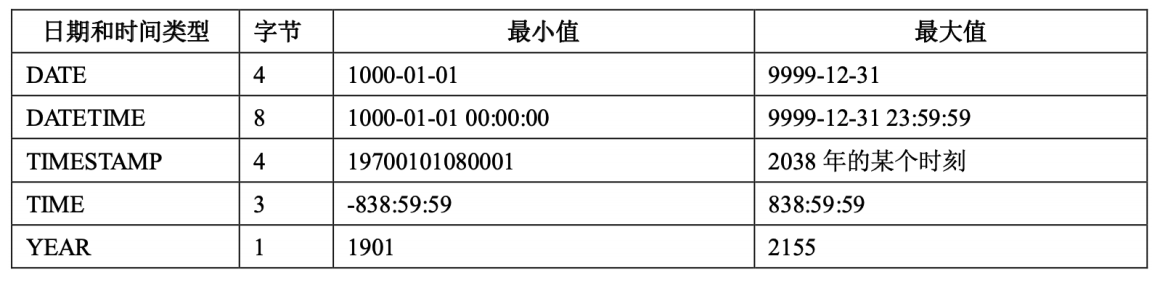 日期和时间类型 字节 最小值 最大值
DATE 4 1000-01-01 9999-12-31
DATETIME 8 1000-01-01 00:00:00 9999-12-31 23:59:59
TIMESTAMP 4 19700101080001 2038 年的某个时刻
TIME 3 -838:59:59 838:59:59
YEAR 1 1901 2155